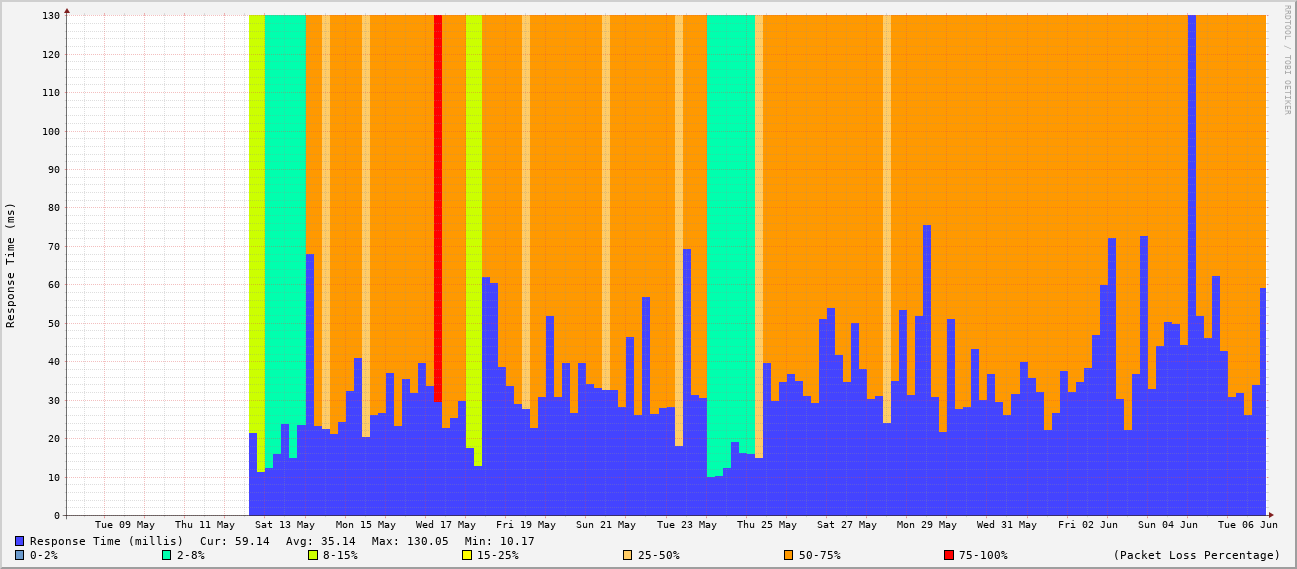 130
120
110
100
90
80
70
60
50
40
30
20
10
0
Response Time (ms)
RRDTOOL / TOBI OETIKER
Tue 09 May Thu 11 May Sat 13 May Mon 15 May Wed 17 May Fri 19 May Sun 21 May Tue 23 May Thu 25 May Sat 27 May Mon 29 May Wed 31 May Fri 02 Jun Sun 04 Jun Tue 06 Jun
Response Time (millis) Cur: 59.14 Avg: 35.14 Max: 130.05 Min: 10.17
0-2% 2-8% 8-15% 15-25% 25-50% 50-75% 75-100% (Packet Loss Percentage)